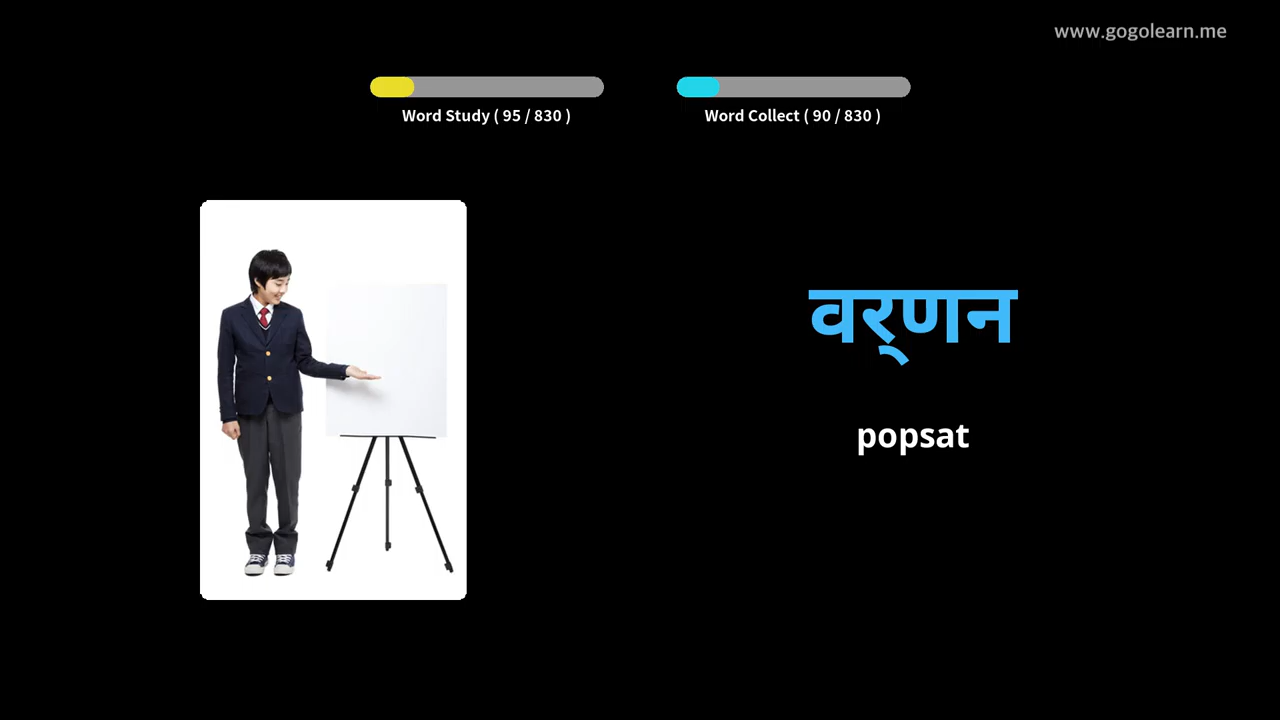 www.gogolearn.me
Word Study ( 95 / 830 )
Word Collect ( 90 / 830 )
वर्‌णन
popsat